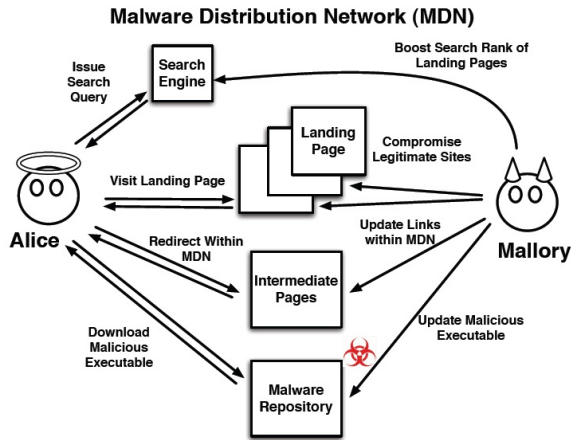 Malware Distribution Network (MDN)
Boost Search Rank of
Landing Pages
Issue
Search
Query
Search
Engine
Landing
Page
Compromise
Legitimate Sites
Visit Landing Page
Alice
Mallory
Redirect Within
MDN
Update Links
within MDN
Intermediate
Pages
Download
Malicious
Executable
Update Malicious
Executable
Malware
Repository